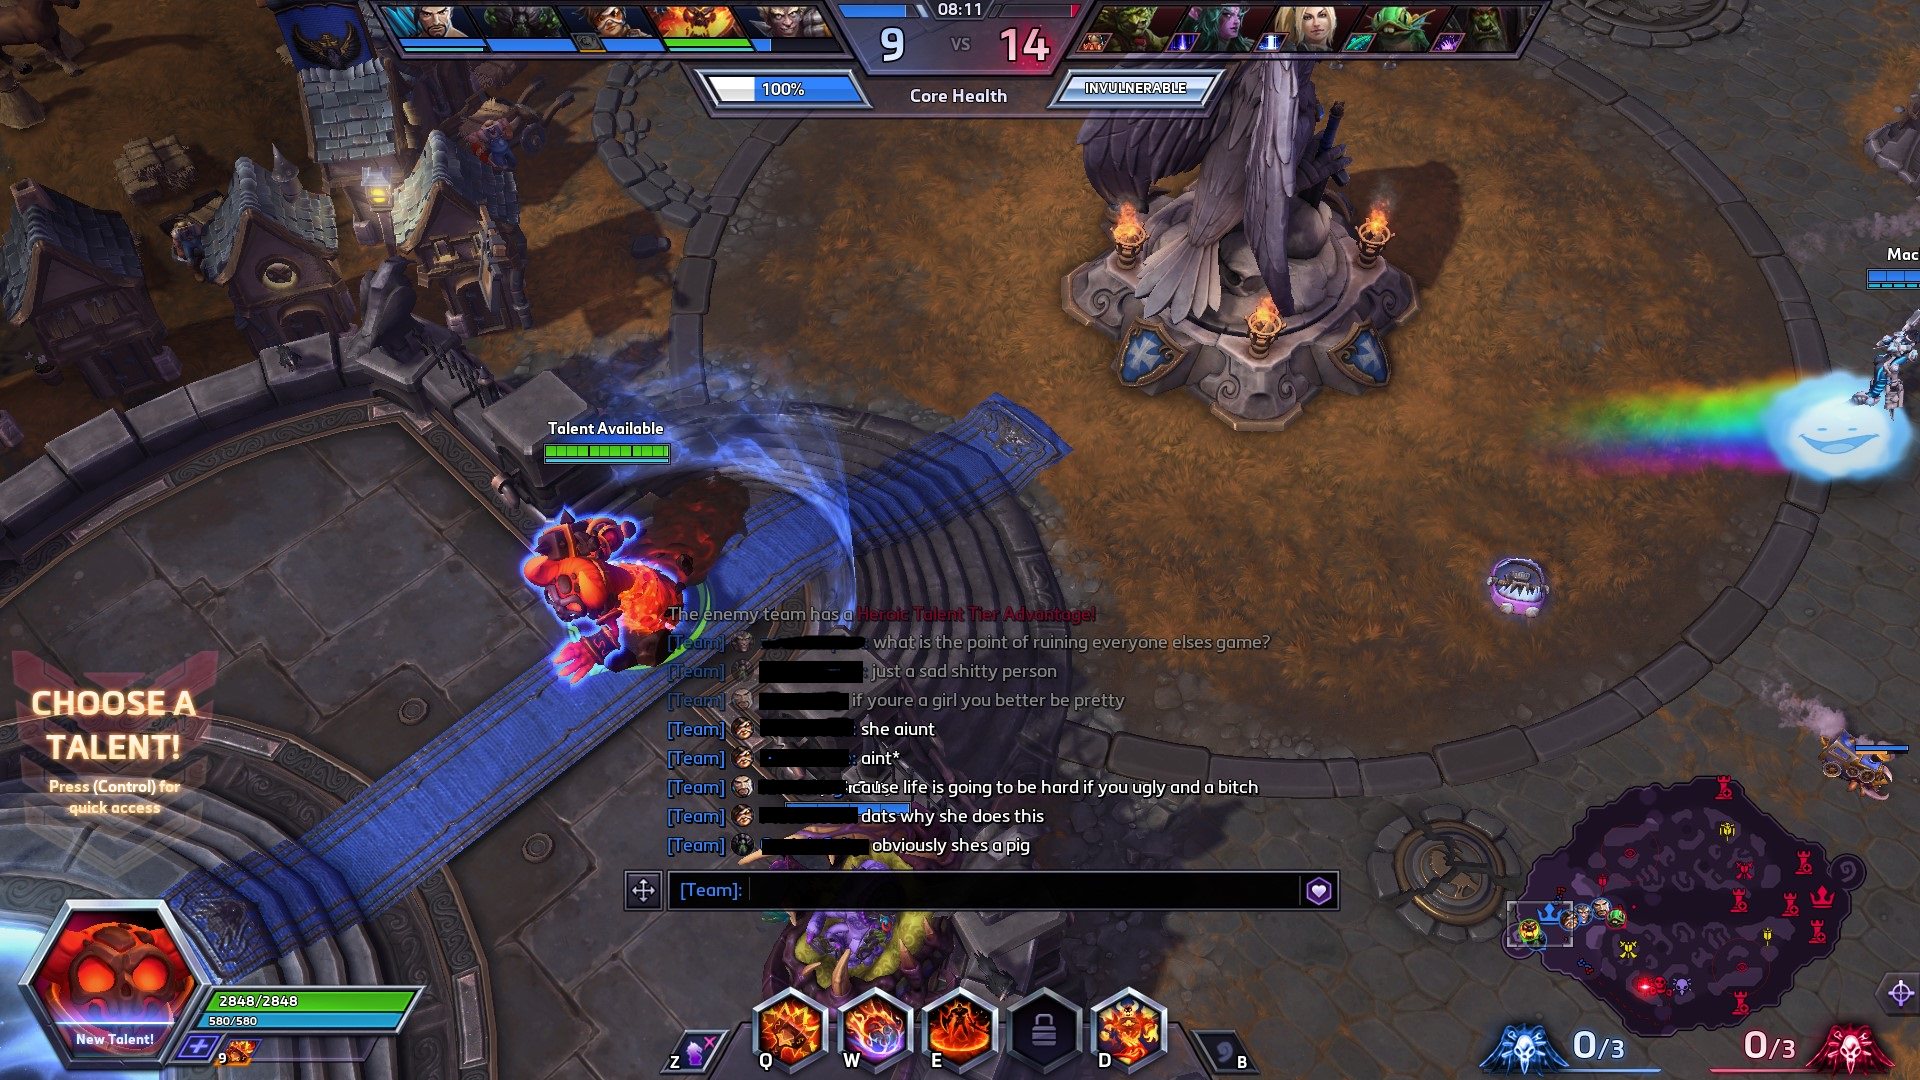 08:11
9 VS 14
100% Core Health INVULNERABLE
Mac
Talent Available
The enemy team has a Heroic Talent Tier Advantage!
[Team] : what is the point of ruining everyone elses game?
[Team] : just a sad shitty person
[Team] if youre a girl you better be pretty
[Team] : she aiunt
[Team] : aint*
[Team] cause life is going to be hard if you ugly and a bitch
[Team] dats why she does this
[Team] obviously shes a pig
[Team]:
CHOOSE A
TALENT!
Press (Control) for
quick access
2848/2848
580/580
New Talent!
9
Z Q W E D B
0/3 0/3